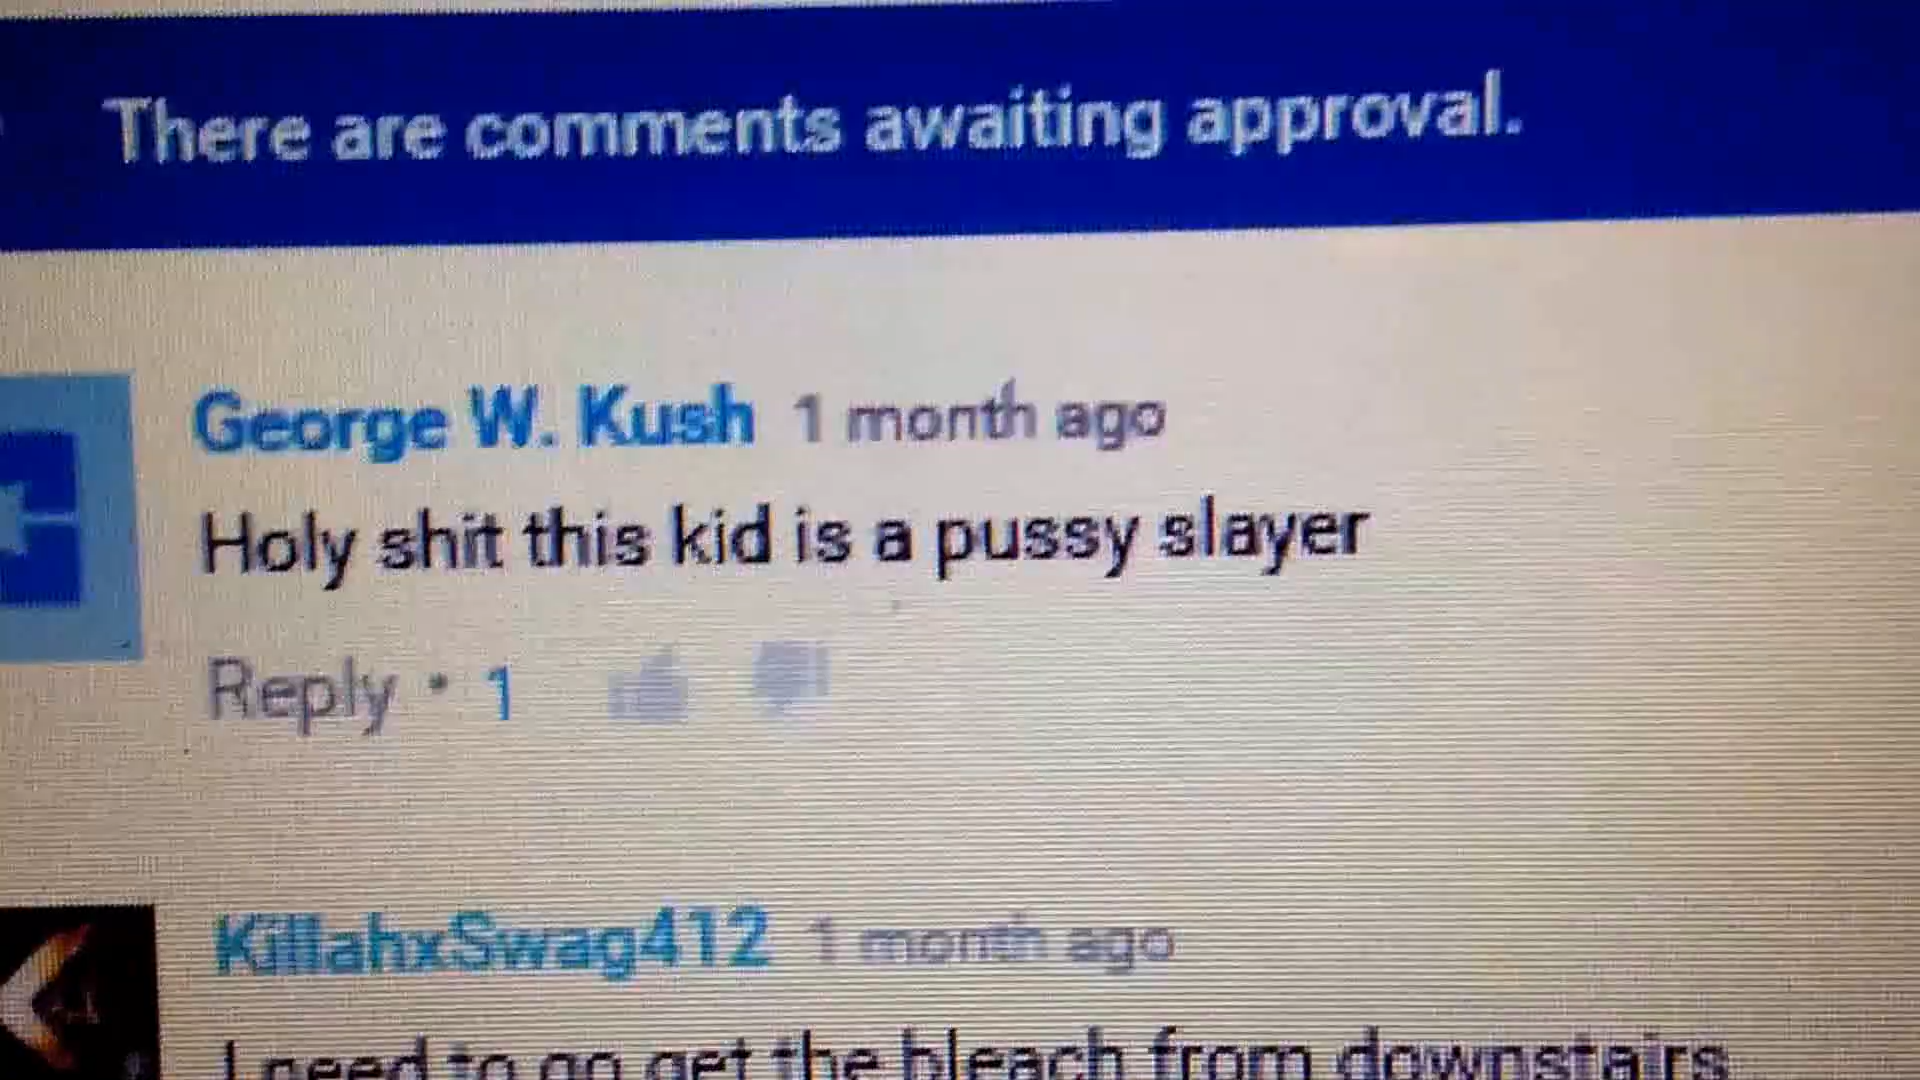 There are comments awaiting approval.
George W. Kush 1 month ago
Holy shit this kid is a pussy slayer
Reply • 1
KillahxSwag412 1 month ago
I need to go get the bleach from downstairs